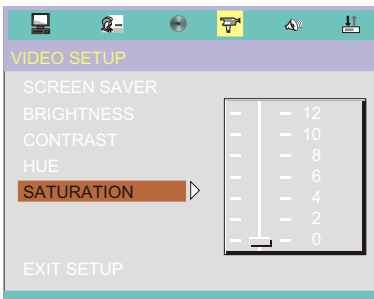 VIDEO SETUP
SCREEN SAVER
BRIGHTNESS
CONTRAST
HUE
SATURATION
12
10
8
6
4
2
0
EXIT SETUP